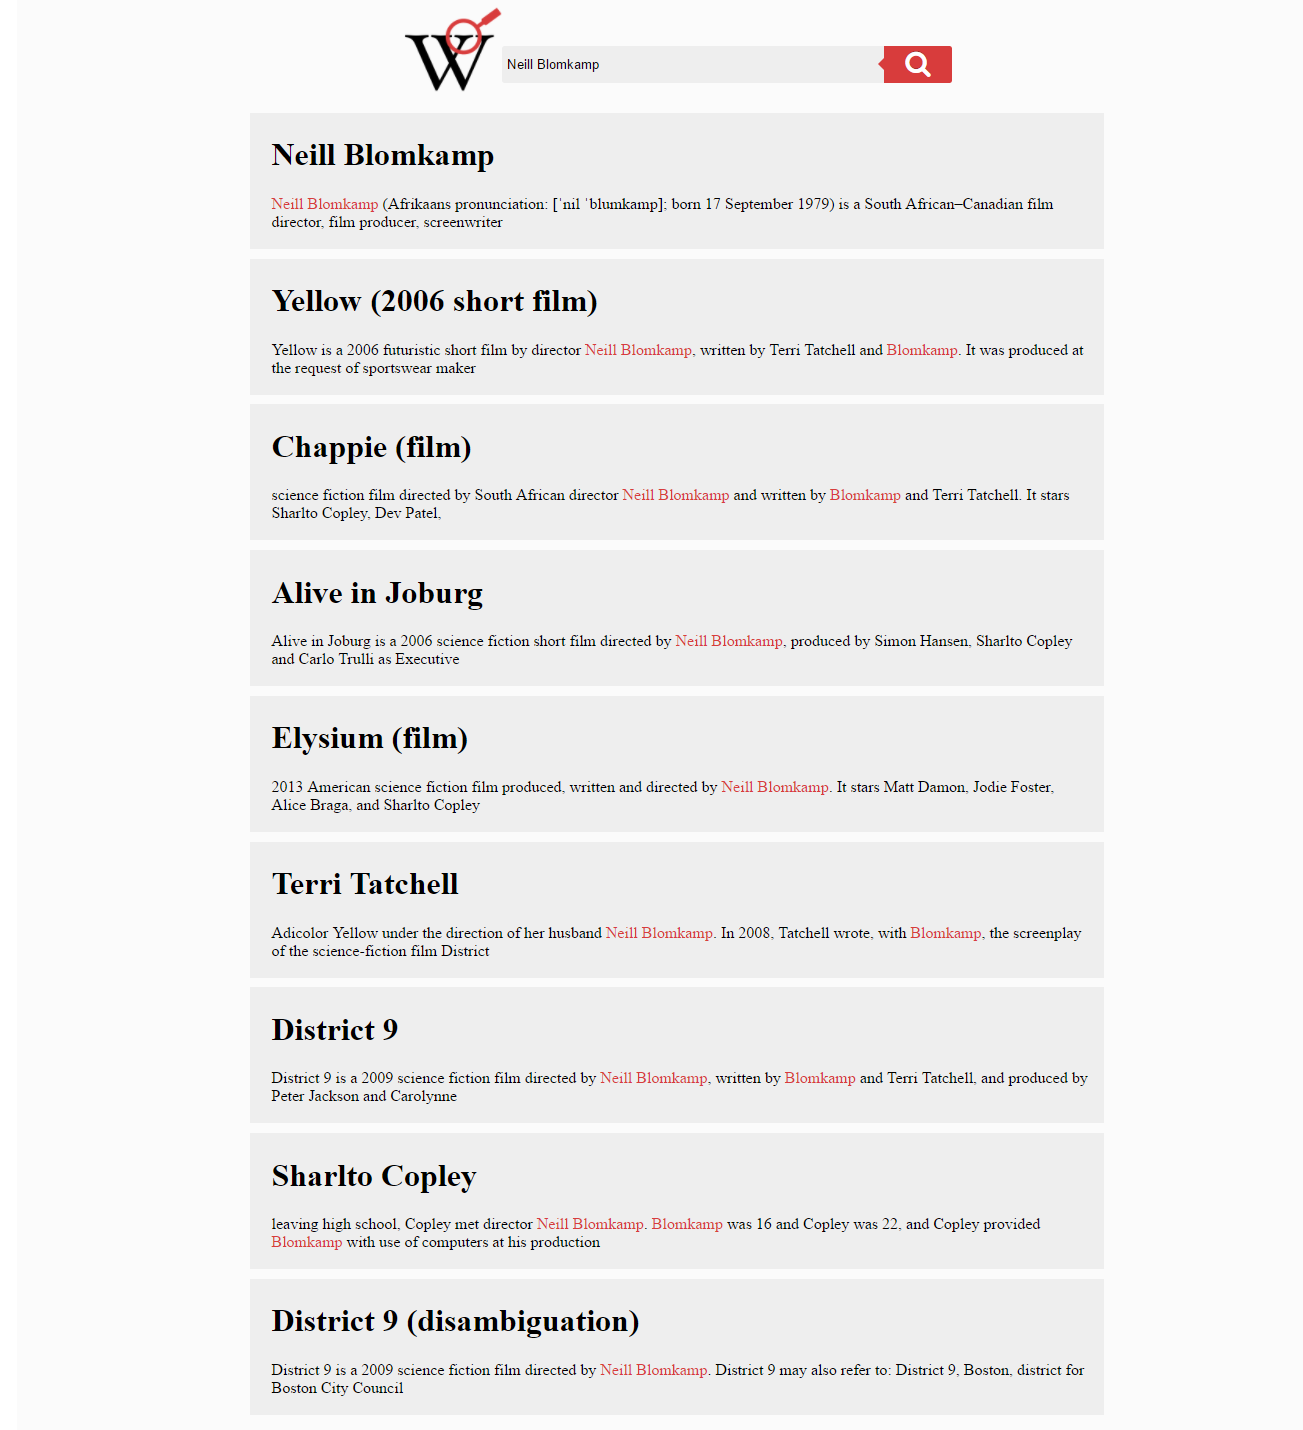 W
Neill Blomkamp
Neill Blomkamp
Neill Blomkamp (Afrikaans pronunciation: [ˈnil ˈblumkamp]; born 17 September 1979) is a South African–Canadian film
director, film producer, screenwriter
Yellow (2006 short film)
Yellow is a 2006 futuristic short film by director Neill Blomkamp, written by Terri Tatchell and Blomkamp. It was produced at
the request of sportswear maker
Chappie (film)
science fiction film directed by South African director Neill Blomkamp and written by Blomkamp and Terri Tatchell. It stars
Sharlto Copley, Dev Patel,
Alive in Joburg
Alive in Joburg is a 2006 science fiction short film directed by Neill Blomkamp, produced by Simon Hansen, Sharlto Copley
and Carlo Trulli as Executive
Elysium (film)
2013 American science fiction film produced, written and directed by Neill Blomkamp. It stars Matt Damon, Jodie Foster,
Alice Braga, and Sharlto Copley
Terri Tatchell
Adicolor Yellow under the direction of her husband Neill Blomkamp. In 2008, Tatchell wrote, with Blomkamp, the screenplay
of the science-fiction film District
District 9
District 9 is a 2009 science fiction film directed by Neill Blomkamp, written by Blomkamp and Terri Tatchell, and produced by
Peter Jackson and Carolynne
Sharlto Copley
leaving high school, Copley met director Neill Blomkamp. Blomkamp was 16 and Copley was 22, and Copley provided
Blomkamp with use of computers at his production
District 9 (disambiguation)
District 9 is a 2009 science fiction film directed by Neill Blomkamp. District 9 may also refer to: District 9, Boston, district for
Boston City Council